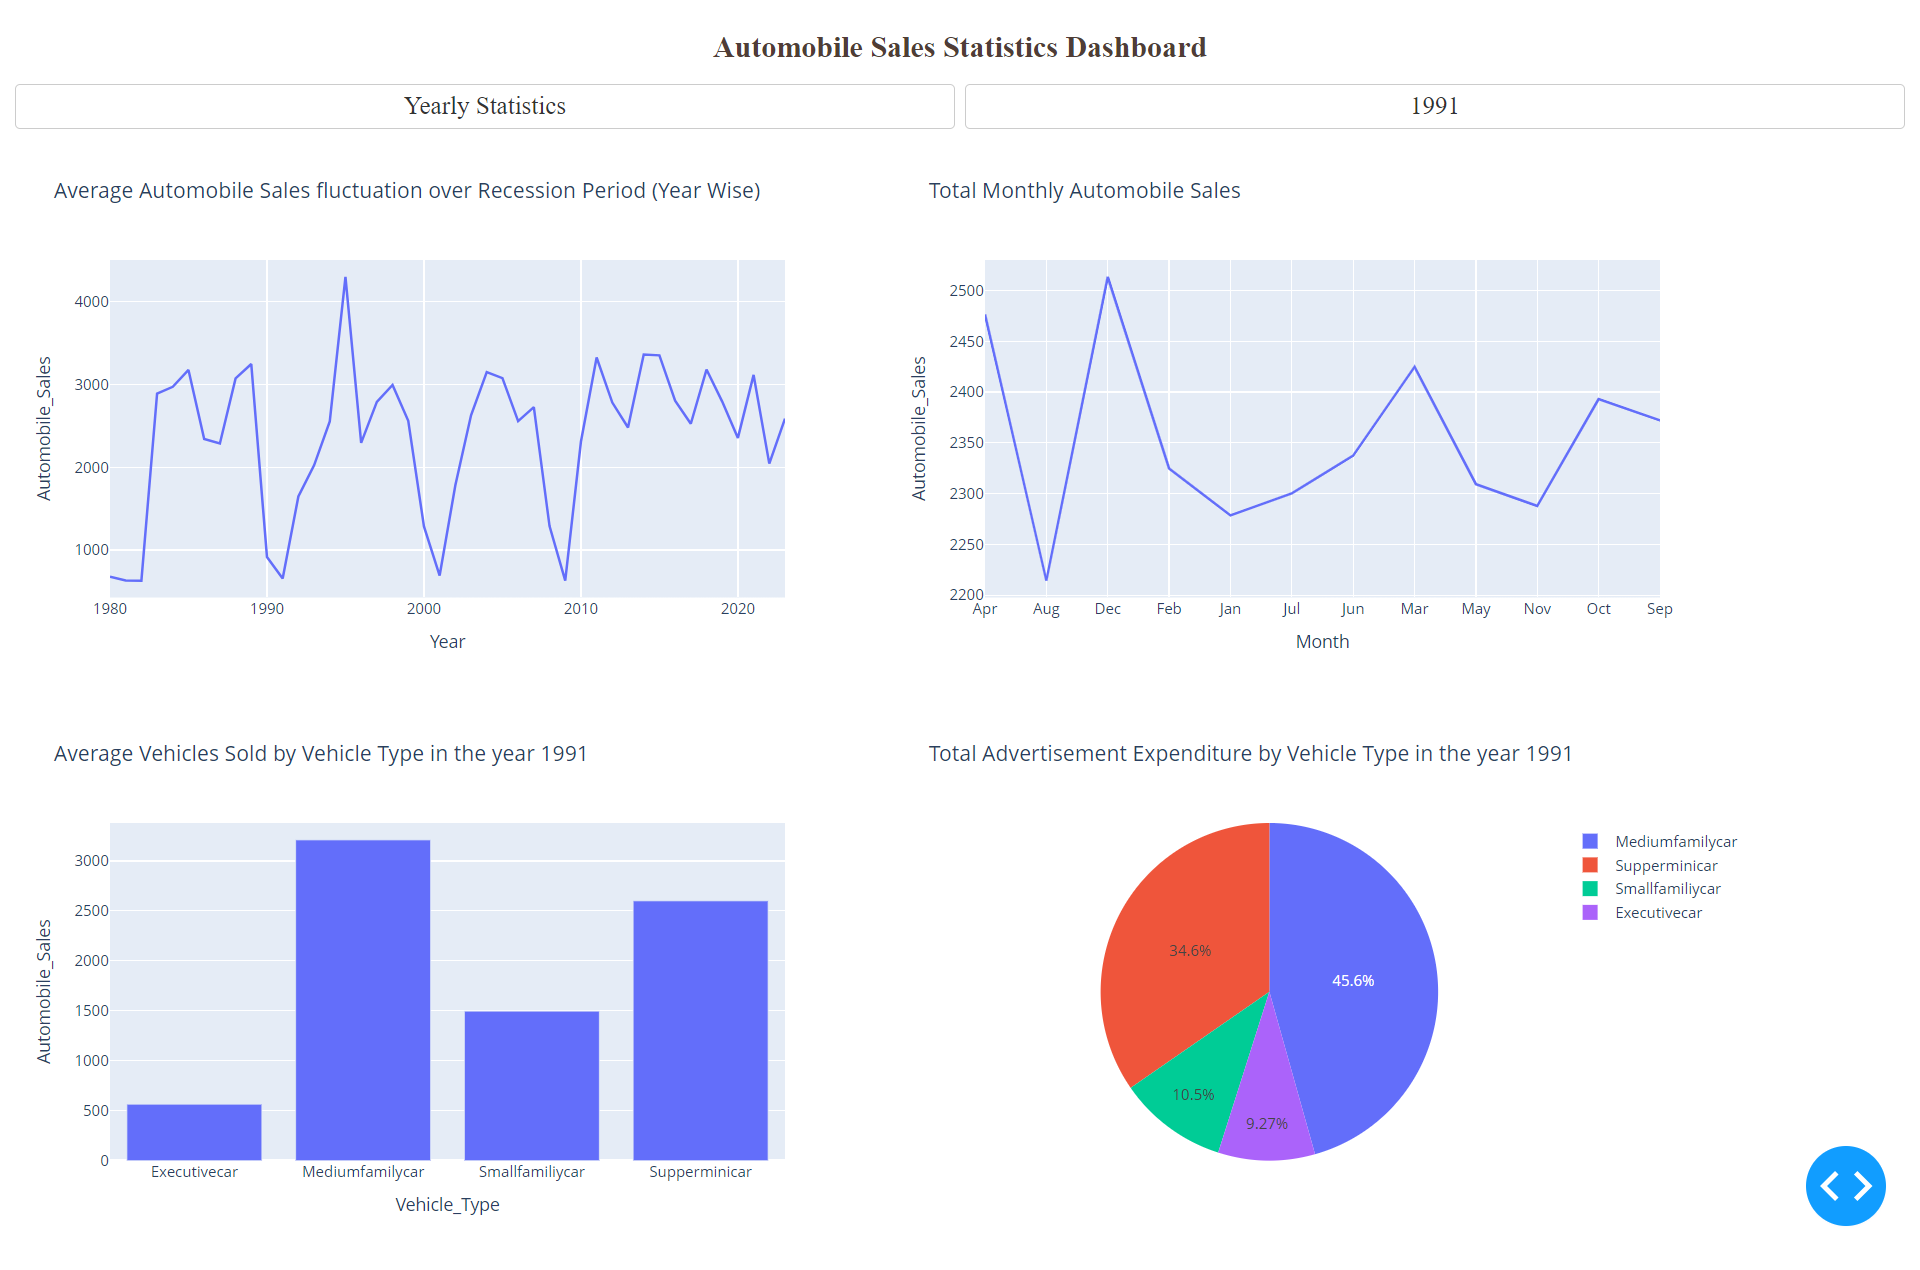 Automobile Sales Statistics Dashboard
Yearly Statistics
1991
Average Automobile Sales fluctuation over Recession Period (Year Wise)
4000
3000
2000
1000
Automobile_Sales
1980 1990 2000 2010 2020
Year
Total Monthly Automobile Sales
2500
2450
2400
2350
2300
2250
2200
Automobile_Sales
Apr Aug Dec Feb Jan Jul Jun Mar May Nov Oct Sep
Month
Average Vehicles Sold by Vehicle Type in the year 1991
3000
2500
2000
1500
1000
500
0
Automobile_Sales
Executivecar Mediumfamilycar Smallfamiliycar Supperminicar
Vehicle_Type
Total Advertisement Expenditure by Vehicle Type in the year 1991
34.6%
45.6%
10.5%
9.27%
Mediumfamilycar
Supperminicar
Smallfamiliycar
Executivecar